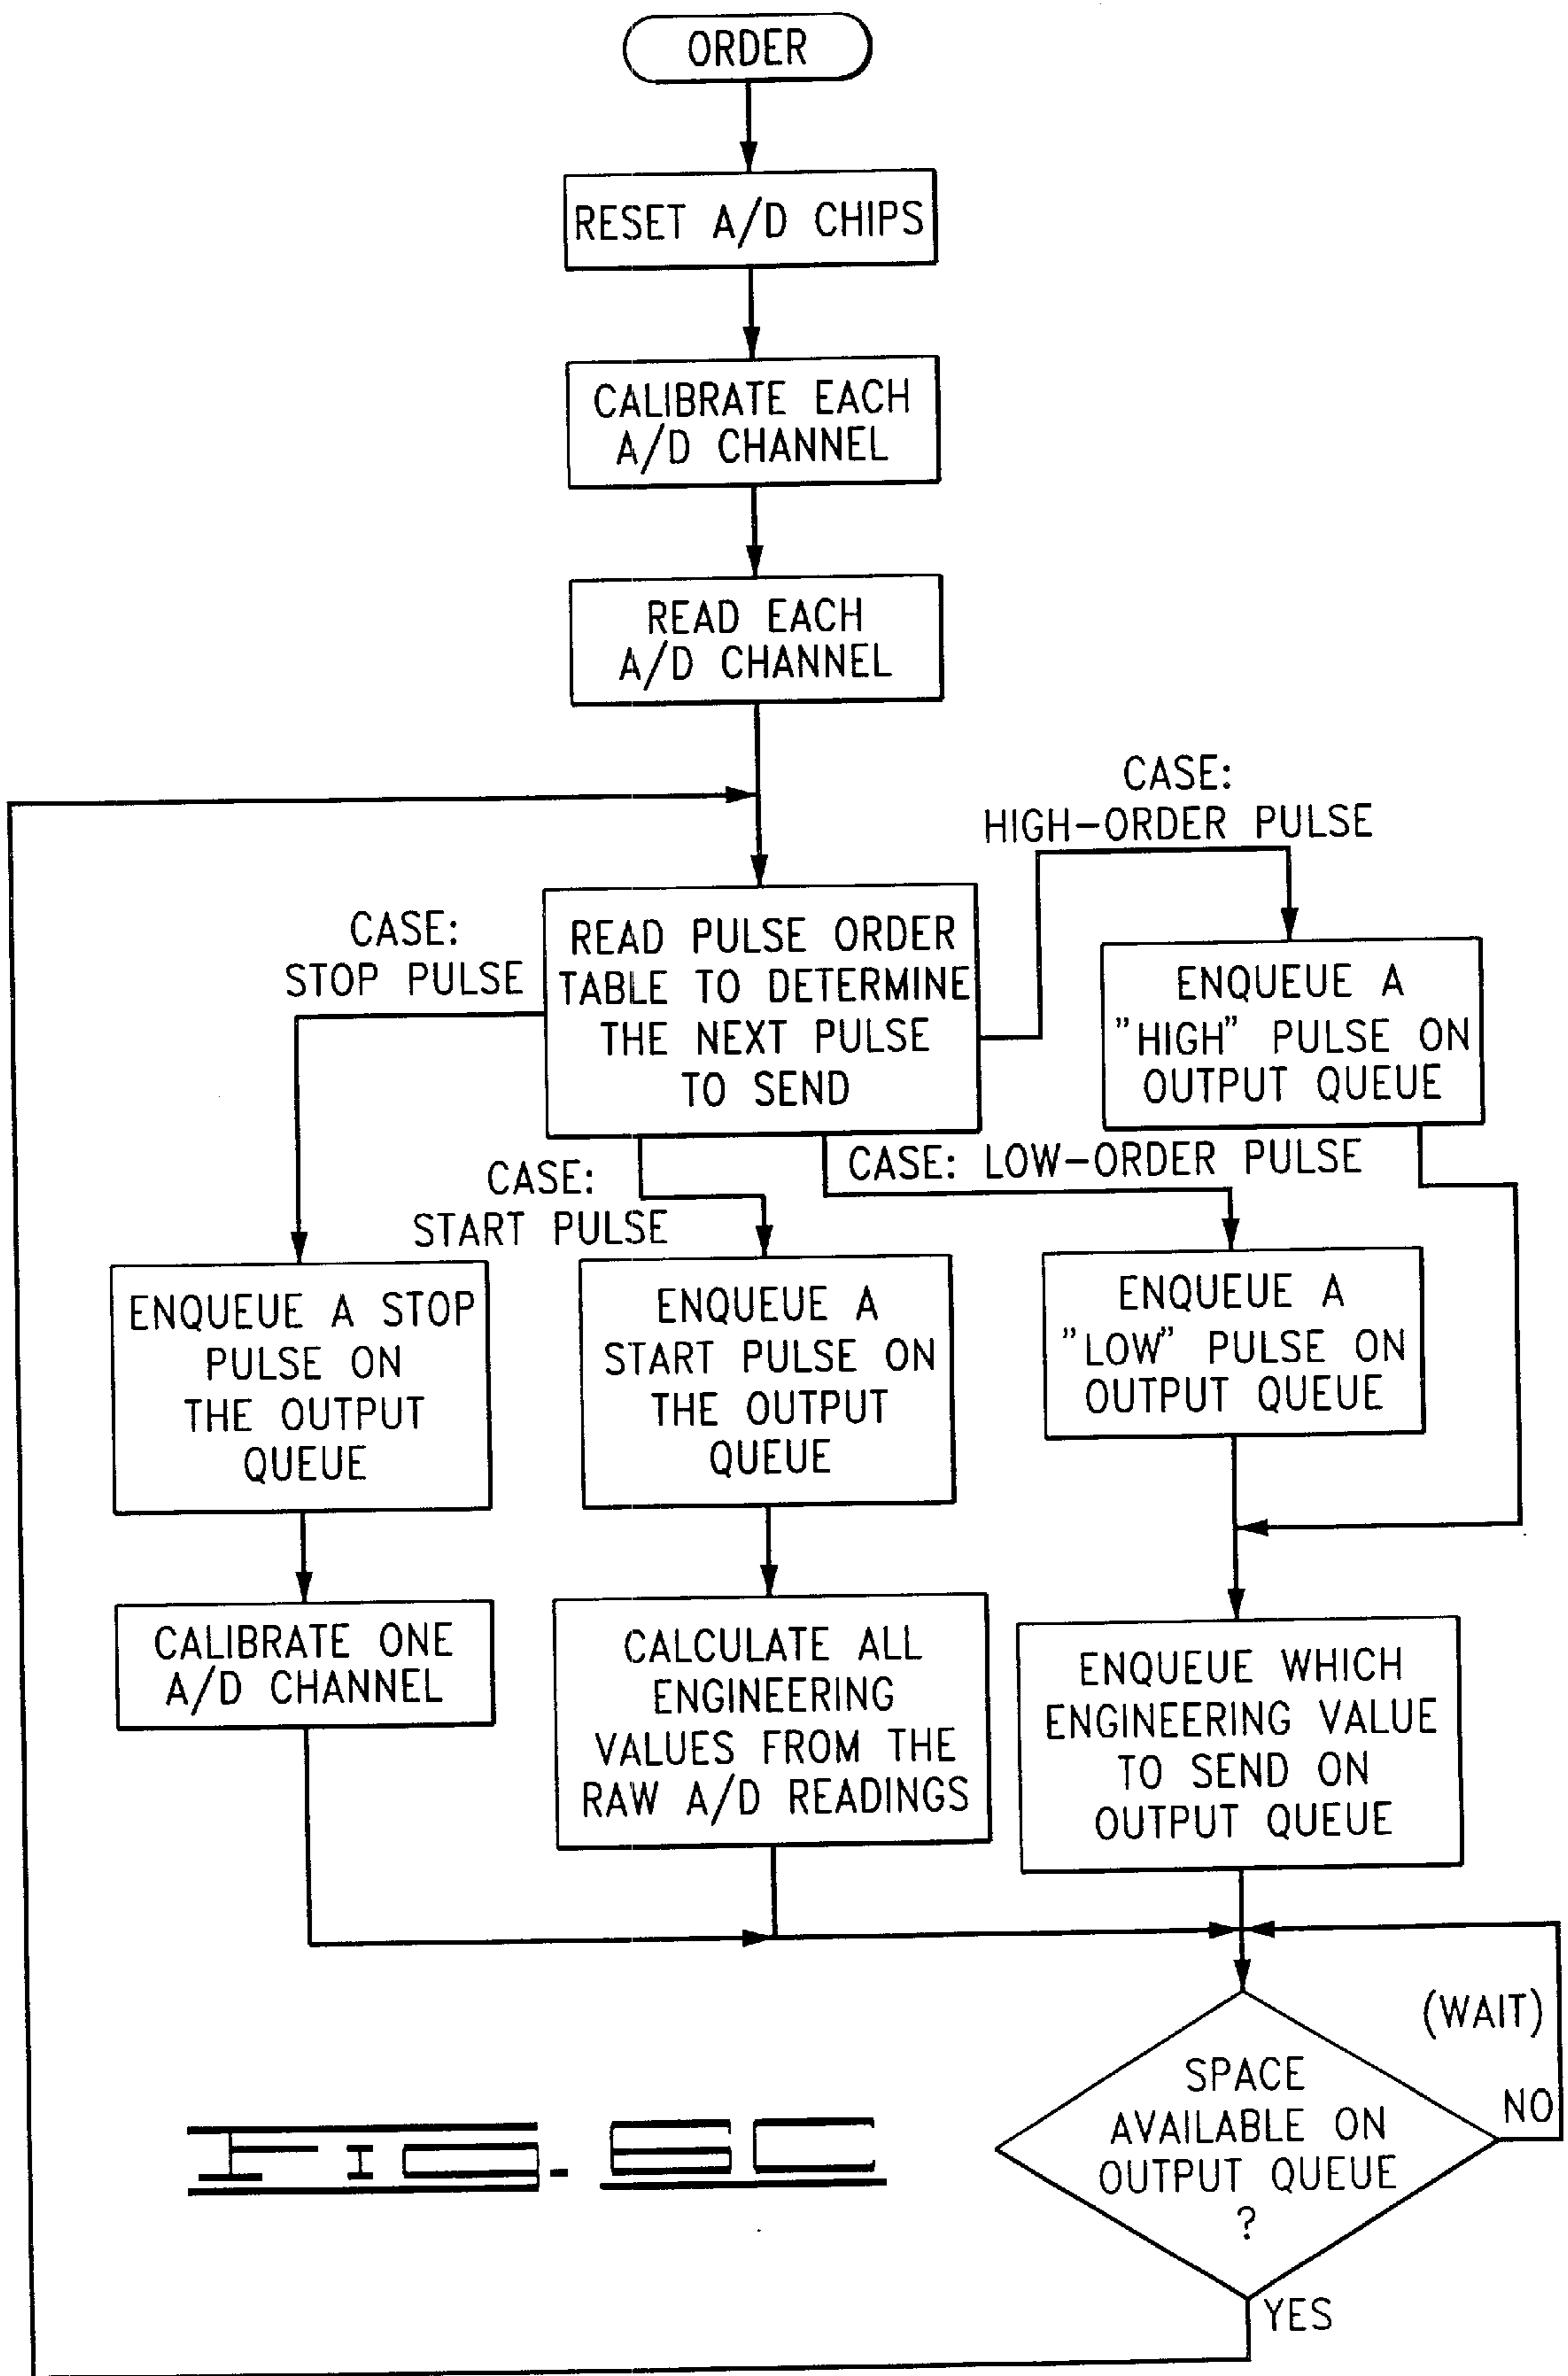 ORDER
RESET A/D CHIPS
CALIBRATE EACH
A/D CHANNEL
READ EACH
A/D CHANNEL
CASE:
HIGH-ORDER PULSE
CASE:
STOP PULSE
READ PULSE ORDER
TABLE TO DETERMINE
THE NEXT PULSE
TO SEND
ENQUEUE A
"HIGH" PULSE ON
OUTPUT QUEUE
CASE:
START PULSE
CASE: LOW-ORDER PULSE
ENQUEUE A STOP
PULSE ON
THE OUTPUT
QUEUE
ENQUEUE A
START PULSE ON
THE OUTPUT
QUEUE
ENQUEUE A
"LOW" PULSE ON
OUTPUT QUEUE
CALIBRATE ONE
A/D CHANNEL
CALCULATE ALL
ENGINEERING
VALUES FROM THE
RAW A/D READINGS
ENQUEUE WHICH
ENGINEERING VALUE
TO SEND ON
OUTPUT QUEUE
(WAIT)
SPACE
AVAILABLE ON
OUTPUT QUEUE
?
NO
YES